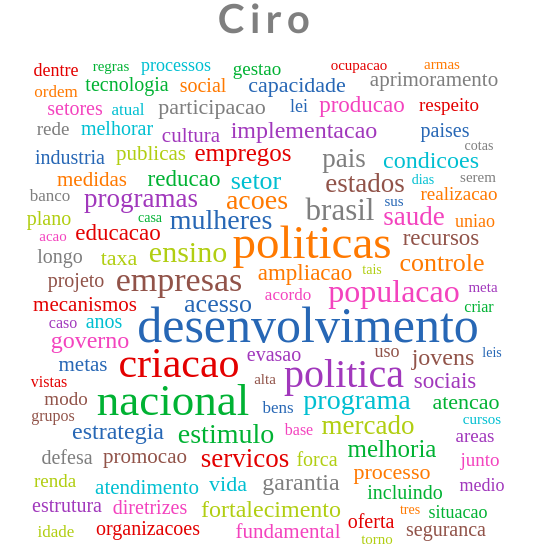 Ciro
dentre regras processos gestao ocupacao armas
ordem tecnologia social capacidade aprimoramento
setores atual participacao lei producao respeito
rede melhorar cultura implementacao paises
industria publicas empregos pais condicoes cotas
medidas reducao setor estados dias serem
banco programas acoes brasil sus realizacao
plano casa mulheres saude uniao
acao educacao politicas recursos
longo taxa ensino ampliacao tais controle
projeto empresas acordo populacao meta
mecanismos acesso criar
caso anos desenvolvimento
governo criacao evasao uso jovens leis
metas alta politica sociais
vistas modo nacional bens programa atencao
grupos estrategia estimulo base mercado cursos
defesa promocao servicos forca melhoria areas
renda atendimento vida garantia processo junto
estrutura diretrizes fortalecimento incluindo medio
idade organizacoes fundamental oferta tres situacao
torno seguranca